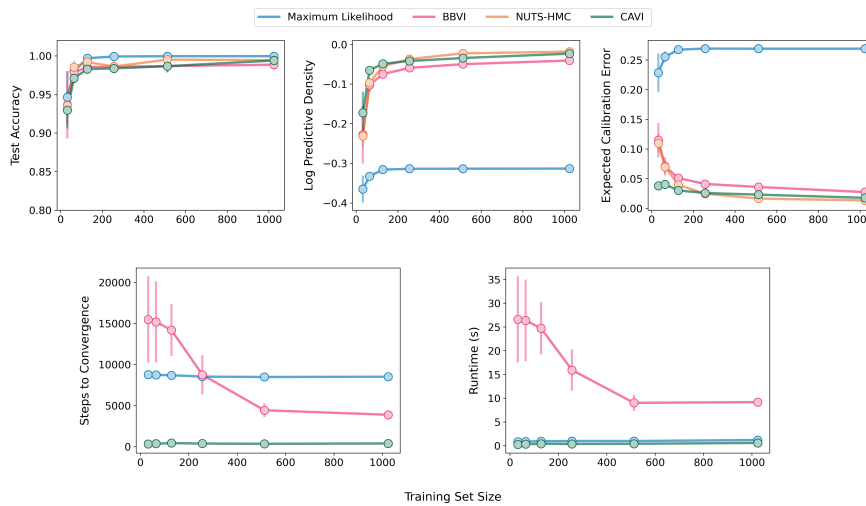 Maximum Likelihood BBVI NUTS-HMC CAVI
Test Accuracy
1.00
0.95
0.90
0.85
0.80
0 200 400 600 800 1000
Log Predictive Density
0.0
−0.1
−0.2
−0.3
−0.4
0 200 400 600 800 1000
Expected Calibration Error
0.25
0.20
0.15
0.10
0.05
0.00
0 200 400 600 800 1000
Steps to Convergence
20000
15000
10000
5000
0
0 200 400 600 800 1000
Runtime (s)
35
30
25
20
15
10
5
0
0 200 400 600 800 1000
Training Set Size